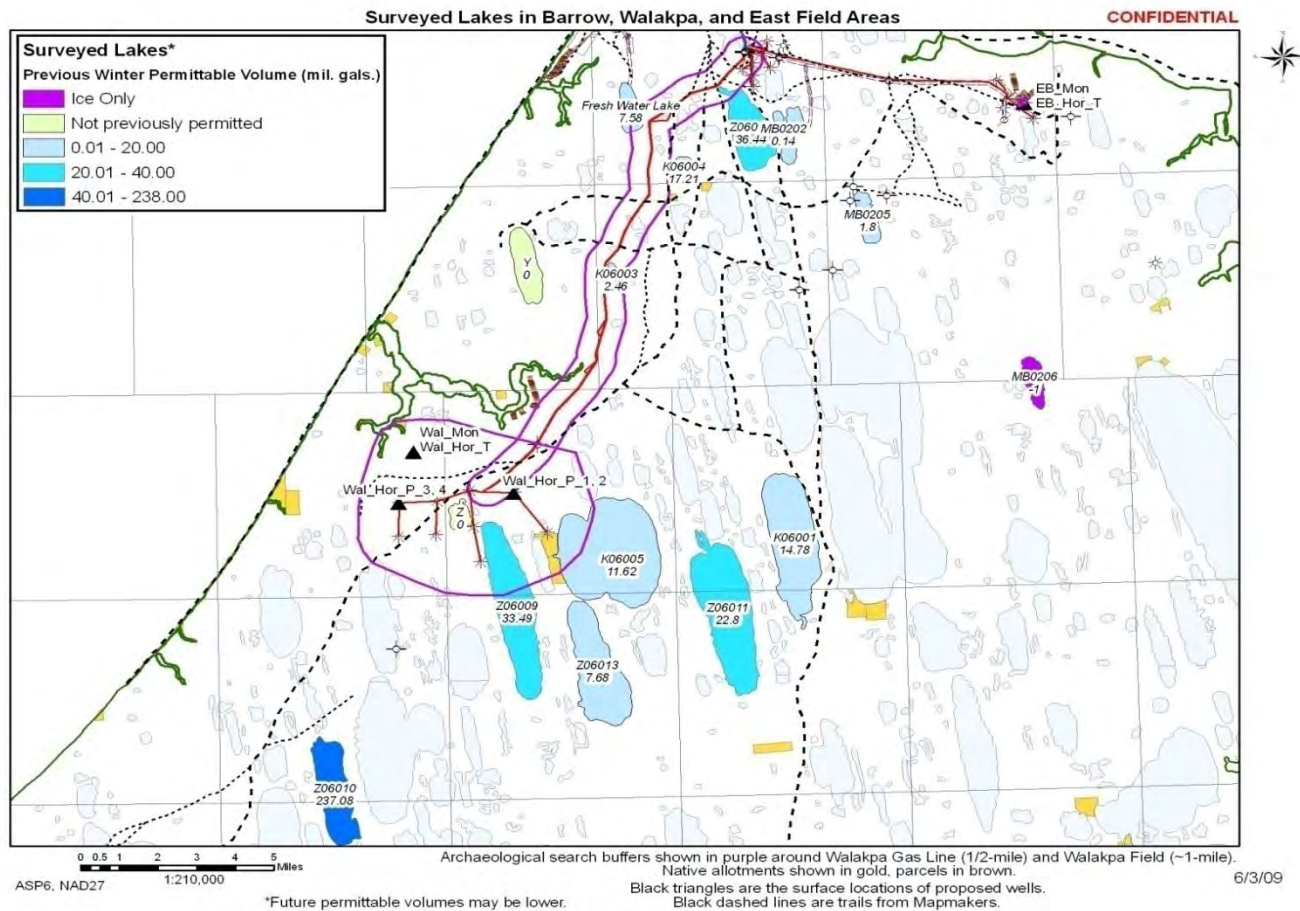 Surveyed Lakes in Barrow, Walakpa, and East Field Areas
CONFIDENTIAL
Surveyed Lakes*
Previous Winter Permittable Volume (mil. gals.)
Ice Only
Not previously permitted
0.01 - 20.00
20.01 - 40.00
40.01 - 238.00
Fresh Water Lake
7.58
Z060
36.44
MB0202
0.14
EB_Mon
EB_Hor_T
K06004
17.21
MB0205
1.8
Y
0
K06003
2.46
MB0206
-1
Wal_Mon
Wal_Hor_T
Wal_Hor_P_3, 4
Wal_Hor_P_1, 2
Z
0
K06005
11.62
K06001
14.78
Z06009
33.49
Z06011
22.8
Z06013
7.68
Z06010
237.08
0 0.5 1 2 3 4 5
Miles
1:210,000
ASP6, NAD27
*Future permittable volumes may be lower.
Archaeological search buffers shown in purple around Walakpa Gas Line (1/2-mile) and Walakpa Field (~1-mile).
Native allotments shown in gold, parcels in brown.
Black triangles are the surface locations of proposed wells.
Black dashed lines are trails from Mapmakers.
6/3/09